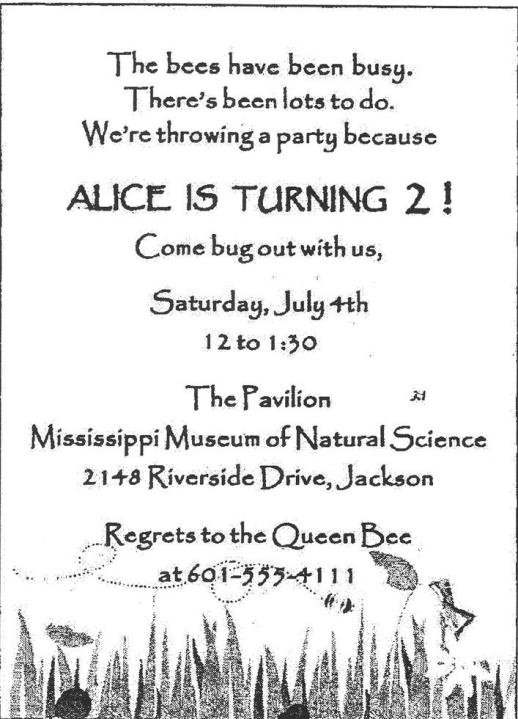 The bees have been busy.
There's been lots to do.
We're throwing a party because
ALICE IS TURNING 2!
Come bug out with us,
Saturday, July 4th
12 to 1:30
The Pavilion
Mississippi Museum of Natural Science
2148 Riverside Drive, Jackson
Regrets to the Queen Bee
at 601-555-4111